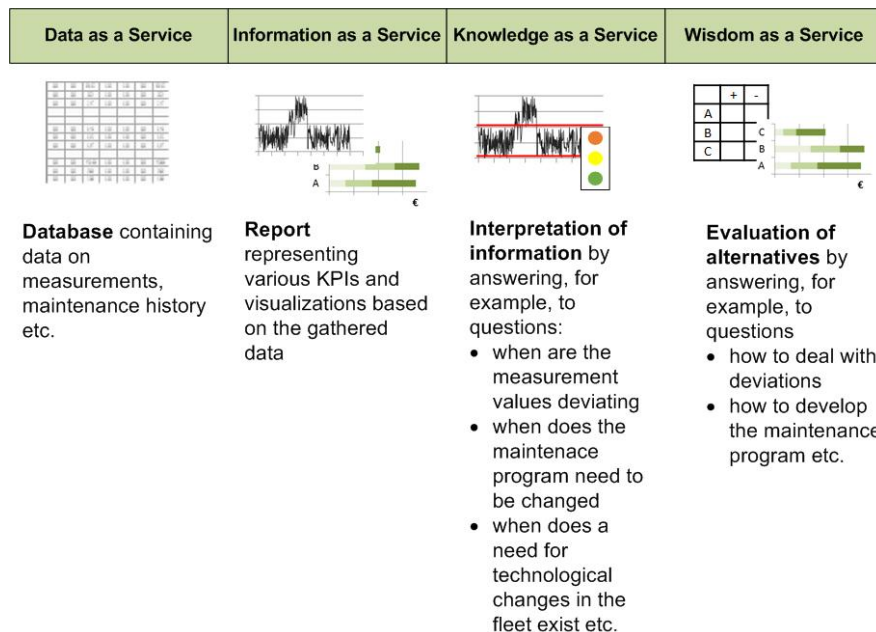 Data as a Service
Information as a Service
Knowledge as a Service
Wisdom as a Service
B
A
€
+ -
A
B
C
C
B
A
€
Database containing
data on
measurements,
maintenance history
etc.
Report
representing
various KPIs and
visualizations based
on the gathered
data
Interpretation of
information by
answering, for
example, to
questions:
• when are the
measurement
values deviating
• when does the
maintenace
program need to
be changed
• when does a
need for
technological
changes in the
fleet exist etc.
Evaluation of
alternatives by
answering, for
example, to
questions
• how to deal with
deviations
• how to develop
the maintenance
program etc.